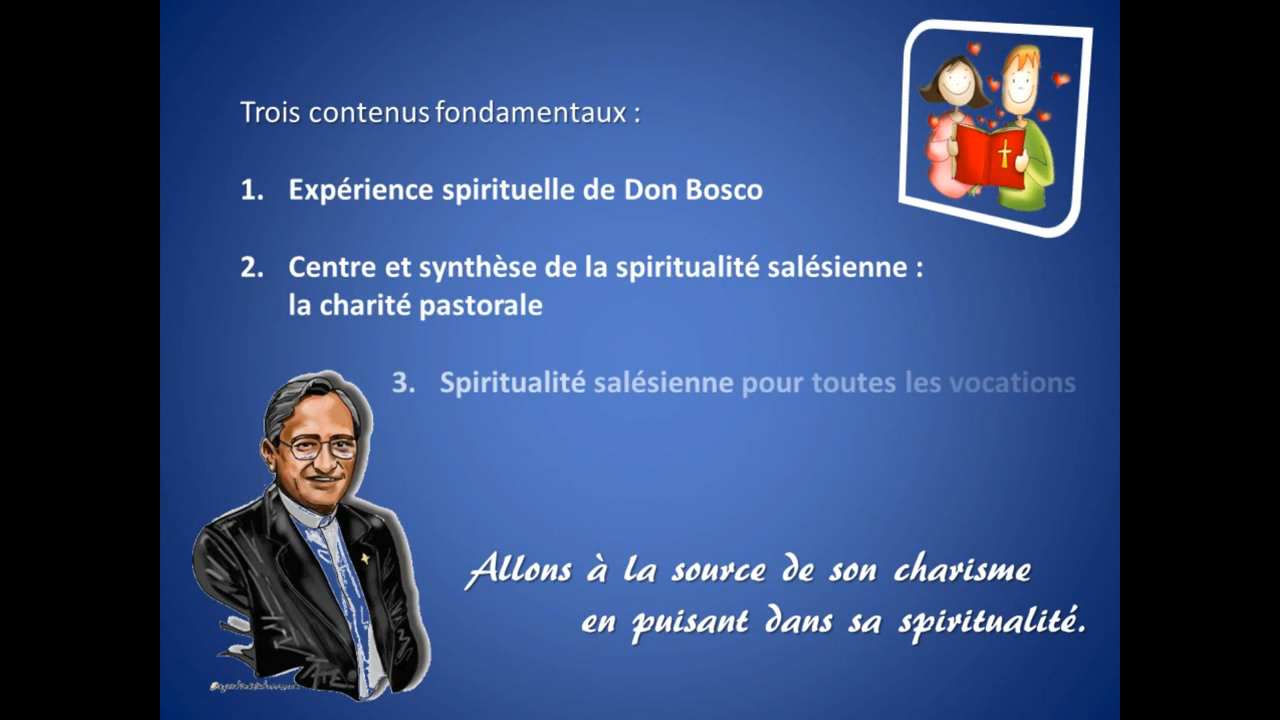 Trois contenus fondamentaux :
1. Expérience spirituelle de Don Bosco
2. Centre et synthèse de la spiritualité salésienne :
la charité pastorale
3. Spiritualité salésienne pour toutes les vocations
Allons à la source de son charisme
en puisant dans sa spiritualité.